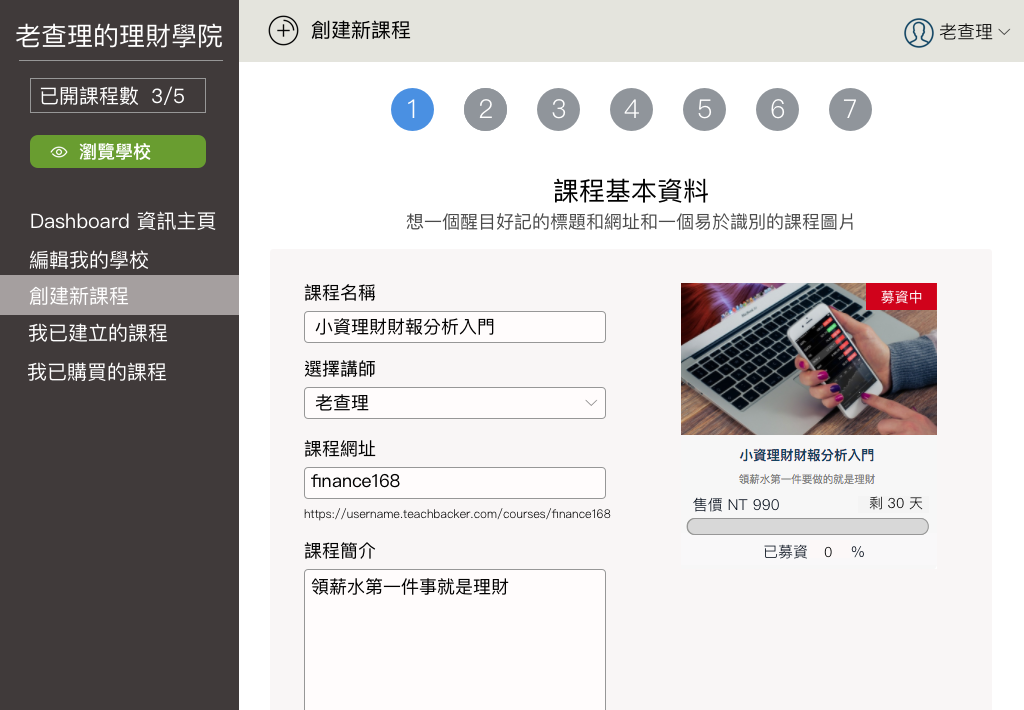 老查理的理財學院
已開課程數 3/5
瀏覽學校
Dashboard 資訊主頁
編輯我的學校
創建新課程
我已建立的課程
我已購買的課程
創建新課程
老查理
1 2 3 4 5 6 7
課程基本資料
想一個醒目好記的標題和網址和一個易於識別的課程圖片
課程名稱
小資理財財報分析入門
選擇講師
老查理
課程網址
finance168
https://username.teachbacker.com/courses/finance168
課程簡介
領薪水第一件事就是理財
募資中
小資理財財報分析入門
領薪水第一件要做的就是理財
售價 NT 990
剩 30 天
已募資 0 %